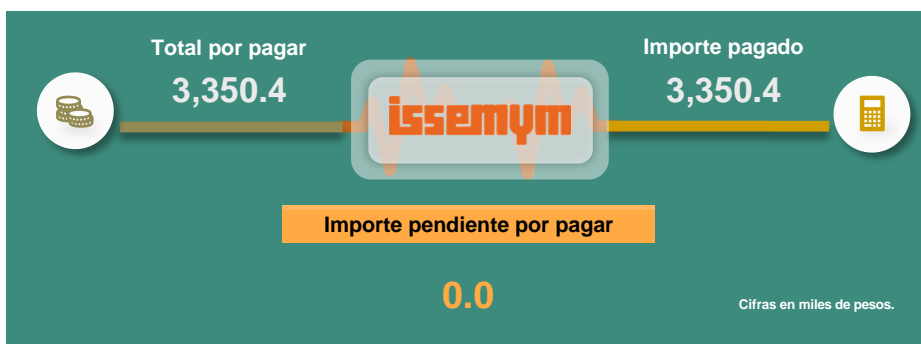 Total por pagar
3,350.4
Importe pagado
3,350.4
issemym
Importe pendiente por pagar
0.0
Cifras en miles de pesos.